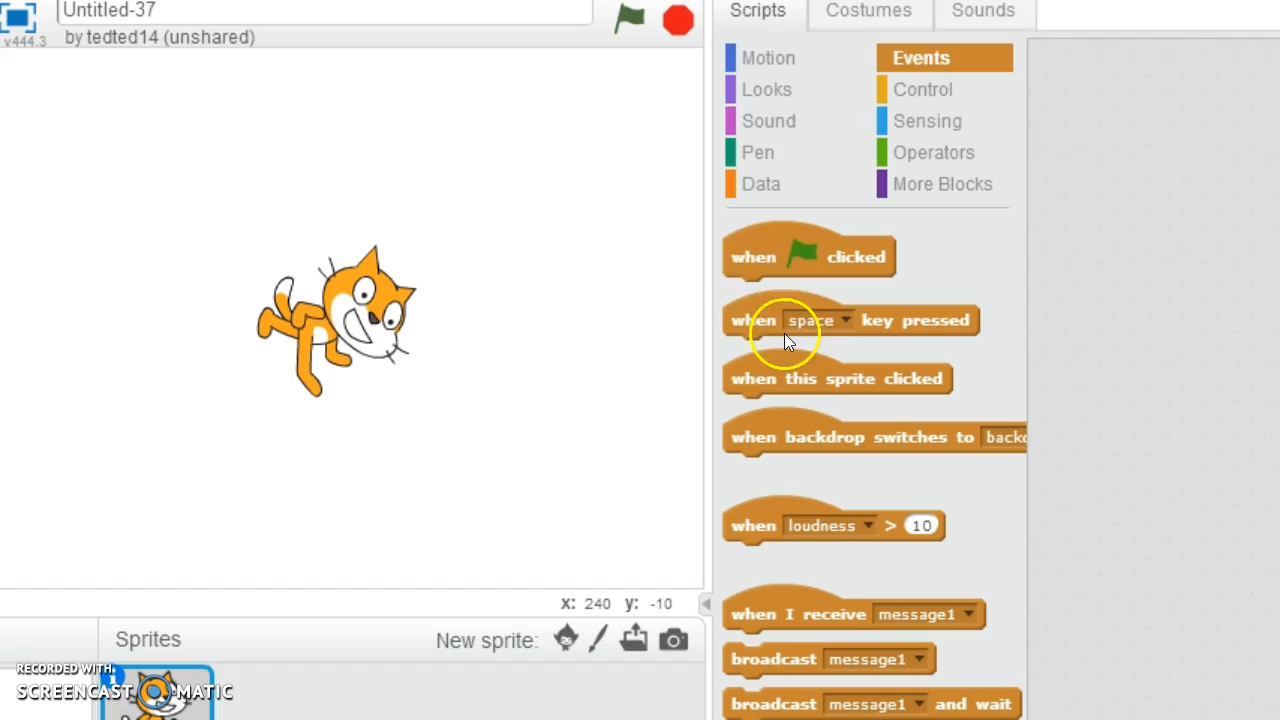 Untitled-37
v444.3
by tedted14 (unshared)
Scripts
Costumes
Sounds
Motion
Events
Looks
Control
Sound
Sensing
Pen
Operators
Data
More Blocks
when clicked
when space key pressed
when this sprite clicked
when backdrop switches to
when loudness > 10
when I receive message1
broadcast message1
broadcast message1 and wait
x: 240 y: -10
Sprites
New sprite:
RECORDED WITH
SCREENCAST MATIC